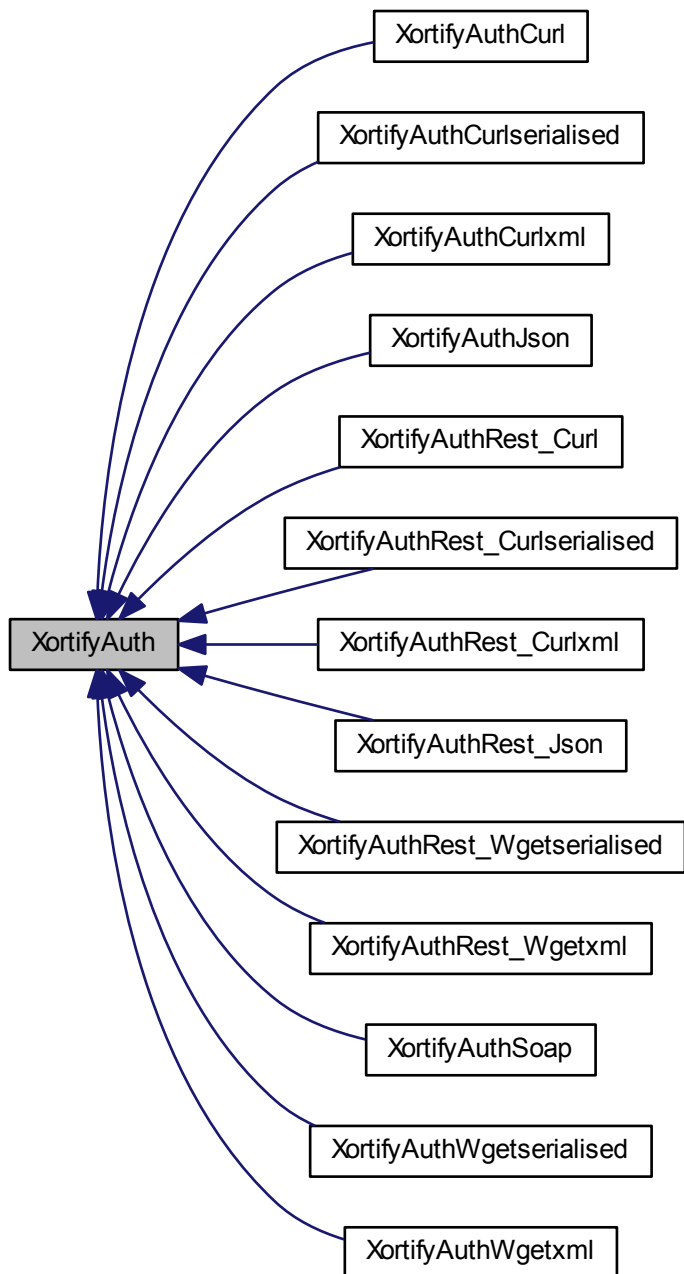 XortifyAuthCurl
XortifyAuthCurlserialised
XortifyAuthCurlxml
XortifyAuthJson
XortifyAuthRest_Curl
XortifyAuthRest_Curlserialised
XortifyAuth
XortifyAuthRest_Curlxml
XortifyAuthRest_Json
XortifyAuthRest_Wgetserialised
XortifyAuthRest_Wgetxml
XortifyAuthSoap
XortifyAuthWgetserialised
XortifyAuthWgetxml